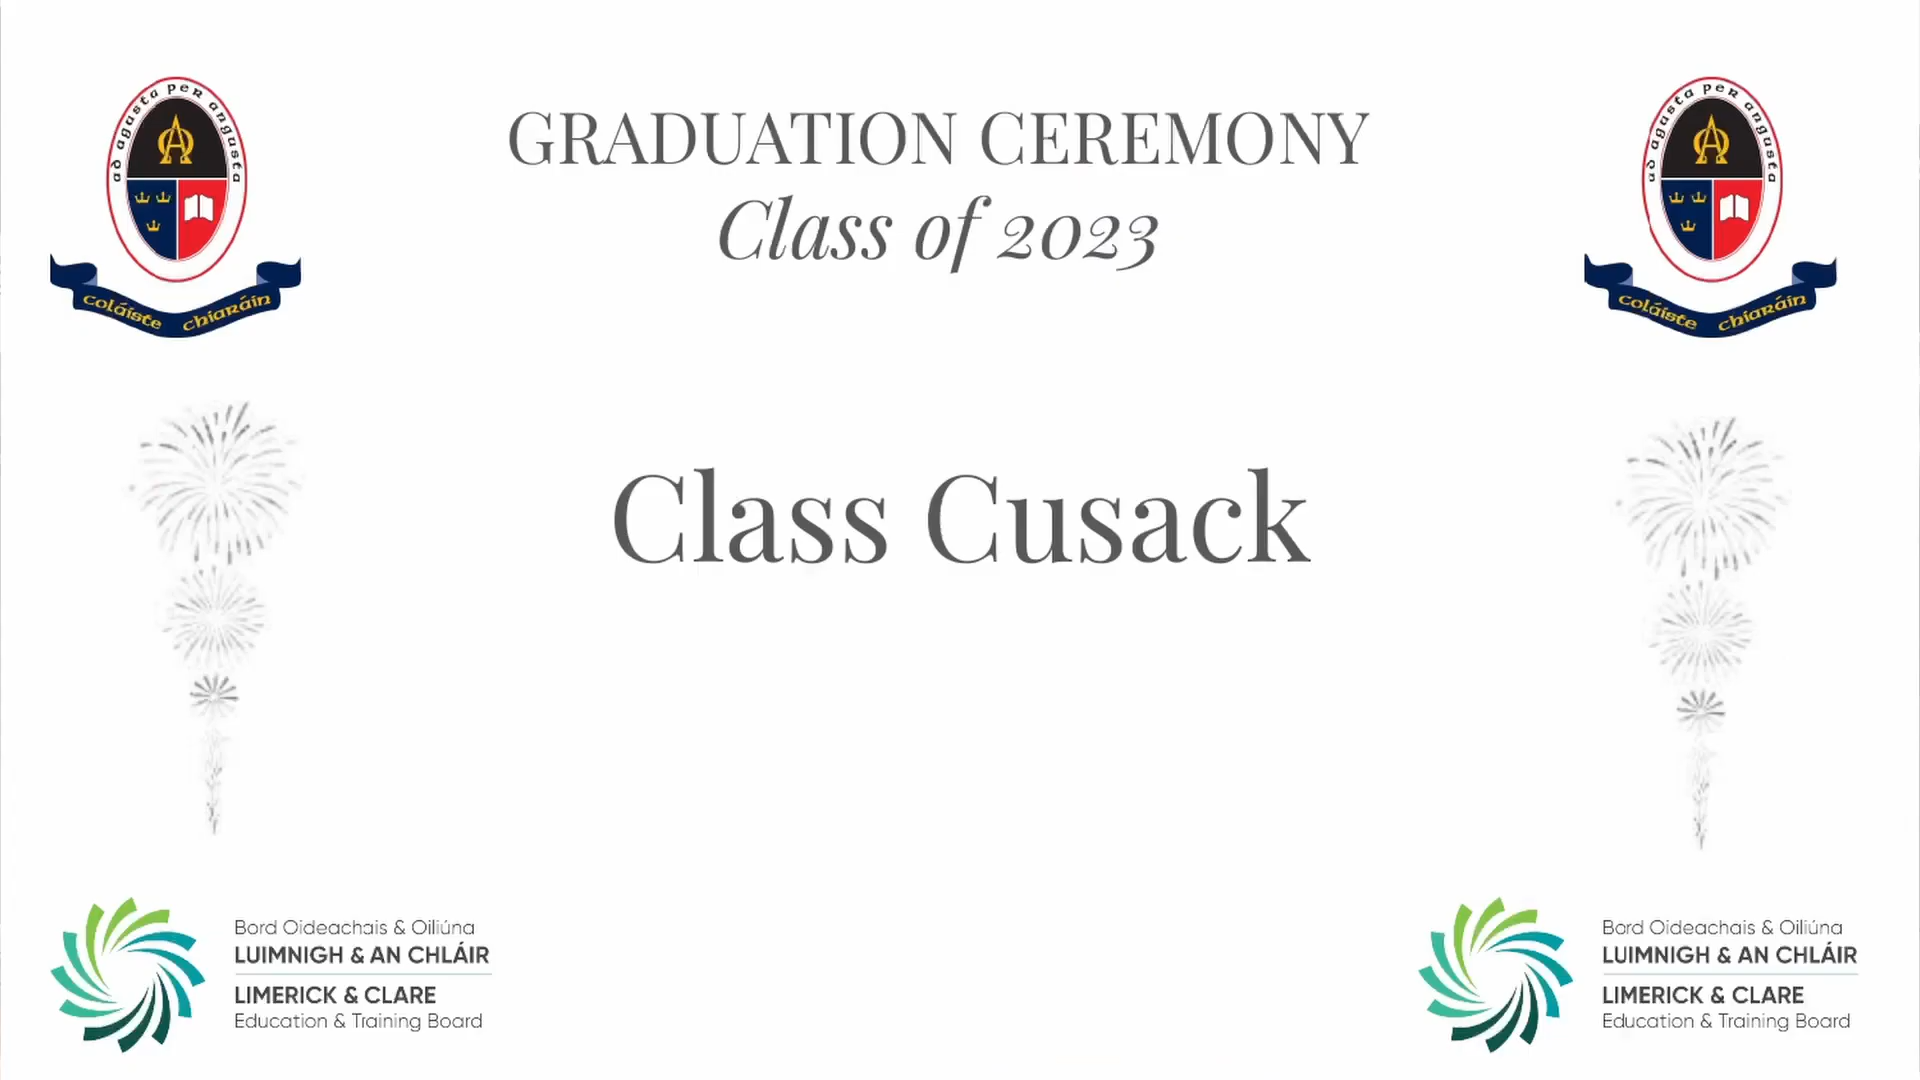 ad agusta per angusta
ad agusta per angusta
GRADUATION CEREMONY
Class of 2023
coláiste chiaráin
coláiste chiaráin
Class Cusack
Bord Oideachais & Oiliúna
LUIMNIGH & AN CHLÁIR
LIMERICK & CLARE
Education & Training Board
Bord Oideachais & Oiliúna
LUIMNIGH & AN CHLÁIR
LIMERICK & CLARE
Education & Training Board